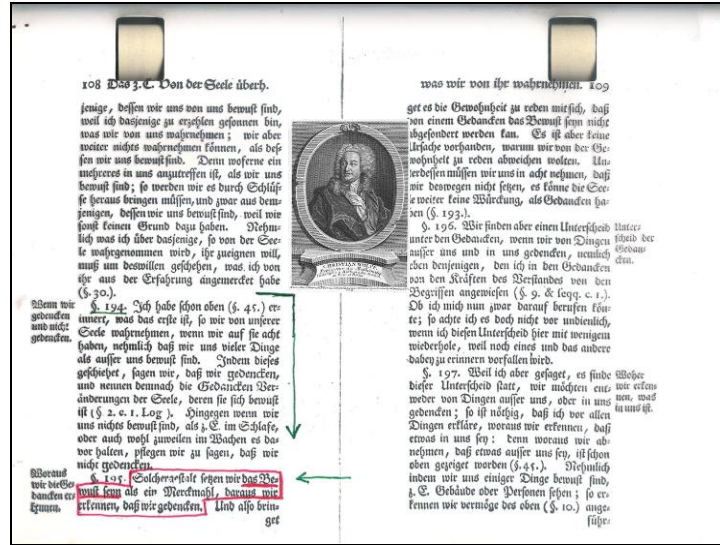 108 Das 3. C. Von der Seele überh.
jenige, dessen wir uns von uns bewust sind,
weil ich dasjenige zu erzehlen gesonnen bin,
was wir von uns wahrnehmen; wir aber
weiter nichts wahrnehmen können, als des-
sen wir uns bewust sind. Denn woferne ein
mehreres in uns anzutreffen ist, als wir uns
bewust sind; so werden wir es durch Schlüs-
se heraus bringen müssen, und zwar aus dem-
jenigen, dessen wir uns bewust sind, weil wir
sonst keinen Grund dazu haben. Nehm-
lich was ich über dasjenige, so von der See-
le wahrgenommen wird, ihr zueignen will,
muß um deswillen geschehen, was ich von
ihr aus der Erfahrung angemercket habe
(§. 30.)
Wenn wir
gedencken
und nicht
gedencken.
§. 194. Ich habe schon oben (§. 45.) er-
innert, was das erste ist, so wir von unserer
Seele wahrnehmen, wenn wir auf sie acht
haben, nehmlich daß wir uns vieler Dinge
als ausser uns bewust sind. Indem dieses
geschiehet, sagen wir, daß wir gedencken,
und nennen demnach die Gedancken Ver-
änderungen der Seele, deren sie sich bewust
ist (§ 2. c. 1. Log ). Hingegen wenn wir
uns nichts bewust sind, als z. E. im Schlafe,
oder auch wohl zuweilen im Wachen es da-
vor halten, pflegen wir zu sagen, daß wir
nicht gedencken.
Woraus
wir die Ge-
dancken er-
kennen.
§. 195. Solchergestalt setzen wir das Be-
wust seyn als ein Merckmahl, daraus wir
erkennen, daß wir gedencken. Und also brin-
get
CHRISTIAN WOLF
was wir von ihr wahrnehmen. 109
get es die Gewohnheit zu reden mit sich, daß
von einem Gedancken das Bewust seyn nicht
abgesondert werden kan. Es ist aber keine
Ursache vorhanden, warum wir von der Ge-
wohnheit zu reden abweichen wolten. Un-
terdessen müssen wir uns in acht nehmen, daß
wir deswegen nicht setzen, es könne die See-
le weiter keine Würckung, als Gedancken ha-
ben (§. 193.)
§. 196. Wir finden aber einen Unterscheid
unter den Gedancken, wenn wir von Dingen
ausser uns und in uns gedencken, nemlich
eben denjenigen, den ich in den Gedancken
von den Kräften des Verstandes von den
Begriffen angewiesen (§. 9. & seqq. c. 1.).
Ob ich mich nun zwar darauf berufen kön-
te; so achte ich es doch nicht vor undienlich,
wenn ich diesen Unterscheid hier mit wenigem
wiederhole, weil noch eines und das andere
dabey zu erinnern vorfallen wird.
Unter-
scheid der
Gedan-
cken.
§. 197. Weil ich aber gesaget, es finde
dieser Unterscheid statt, wir möchten ent-
weder von Dingen ausser uns, oder in uns
gedencken; so ist nöthig, daß ich vor allen
Dingen erkläre, woraus wir erkennen, daß
etwas in uns sey: denn woraus wir ab-
nehmen, daß etwas ausser uns sey, ist schon
oben gezeiget worden (§. 45.). Nehmlich
indem wir uns einiger Dinge bewust sind,
z. E. Gebäude oder Personen sehen; so er-
kennen wir vermöge des oben (§. 10.) ange-
führ-
Woher
wir erken-
nen, was
in uns ist.